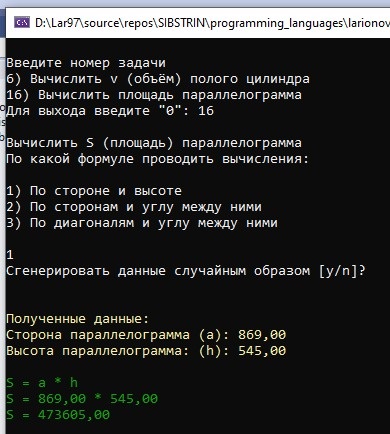 D:\Lar97\source\repos\SIBSTRIN\programming_languages\larionov
Введите номер задачи
6) Вычислить v (объём) полого цилиндра
16) Вычислить площадь параллелограмма
Для выхода введите "0": 16
Вычислить S (площадь) параллелограмма
По какой формуле проводить вычисления:
1) По стороне и высоте
2) По сторонам и углу между ними
3) По диагоналям и углу между ними
1
Сгенерировать данные случайным образом [y/n]?
Полученные данные:
Сторона параллелограмма (a): 869,00
Высота параллелограмма: (h): 545,00
S = a * h
S = 869,00 * 545,00
S = 473605,00